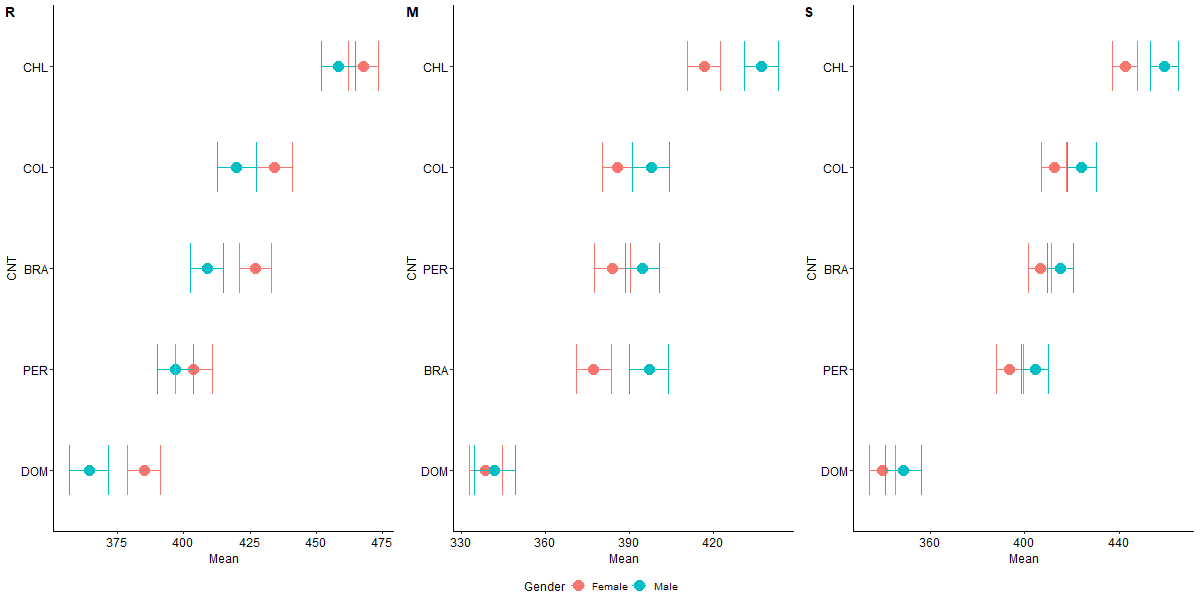 R
CNT
CHL
COL
BRA
PER
DOM
375 400 425 450 475
Mean
M
CNT
CHL
COL
PER
BRA
DOM
330 360 390 420
Mean
S
CNT
CHL
COL
BRA
PER
DOM
360 400 440
Mean
Gender Female Male